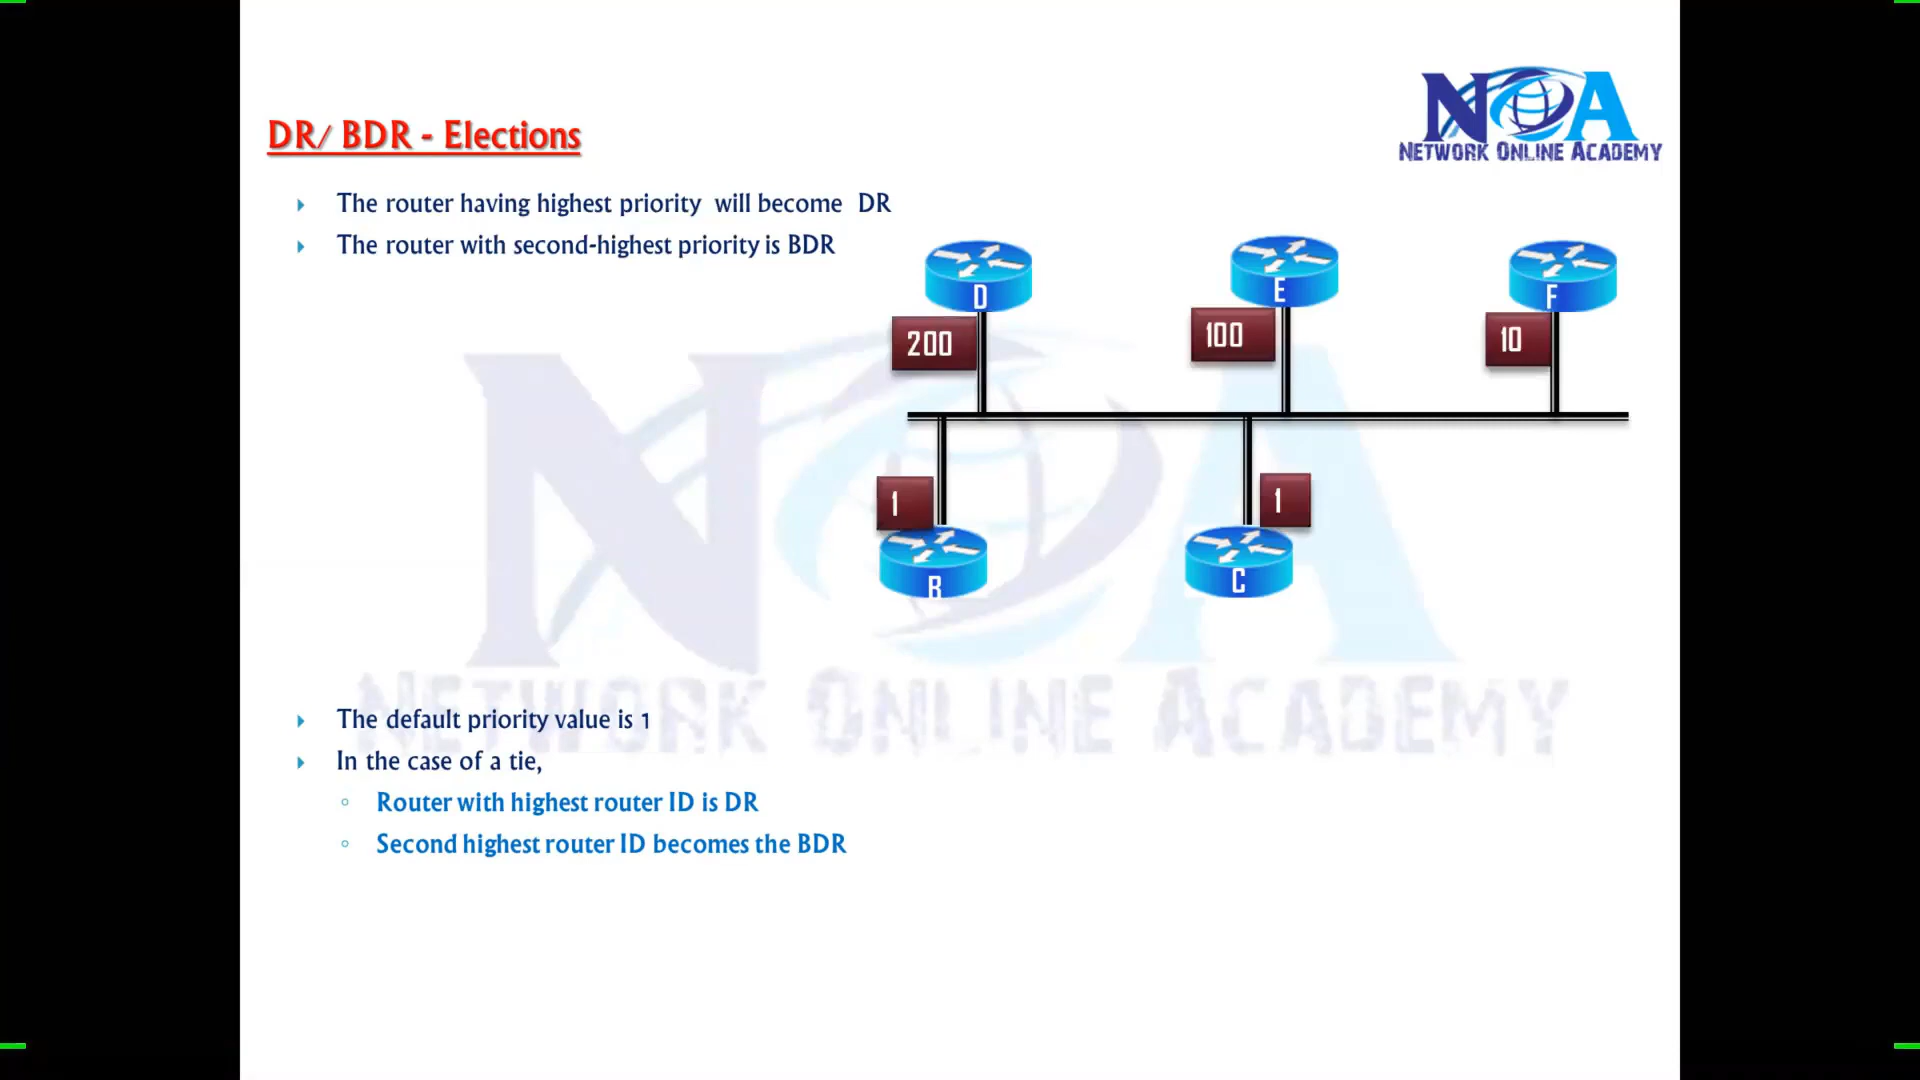 NOA
NETWORK ONLINE ACADEMY
DR/ BDR - Elections
The router having highest priority will become DR
The router with second-highest priority is BDR
D
E
F
200
100
10
1
1
B
C
NOA
NETWORK ONLINE ACADEMY
The default priority value is 1
In the case of a tie,
Router with highest router ID is DR
Second highest router ID becomes the BDR